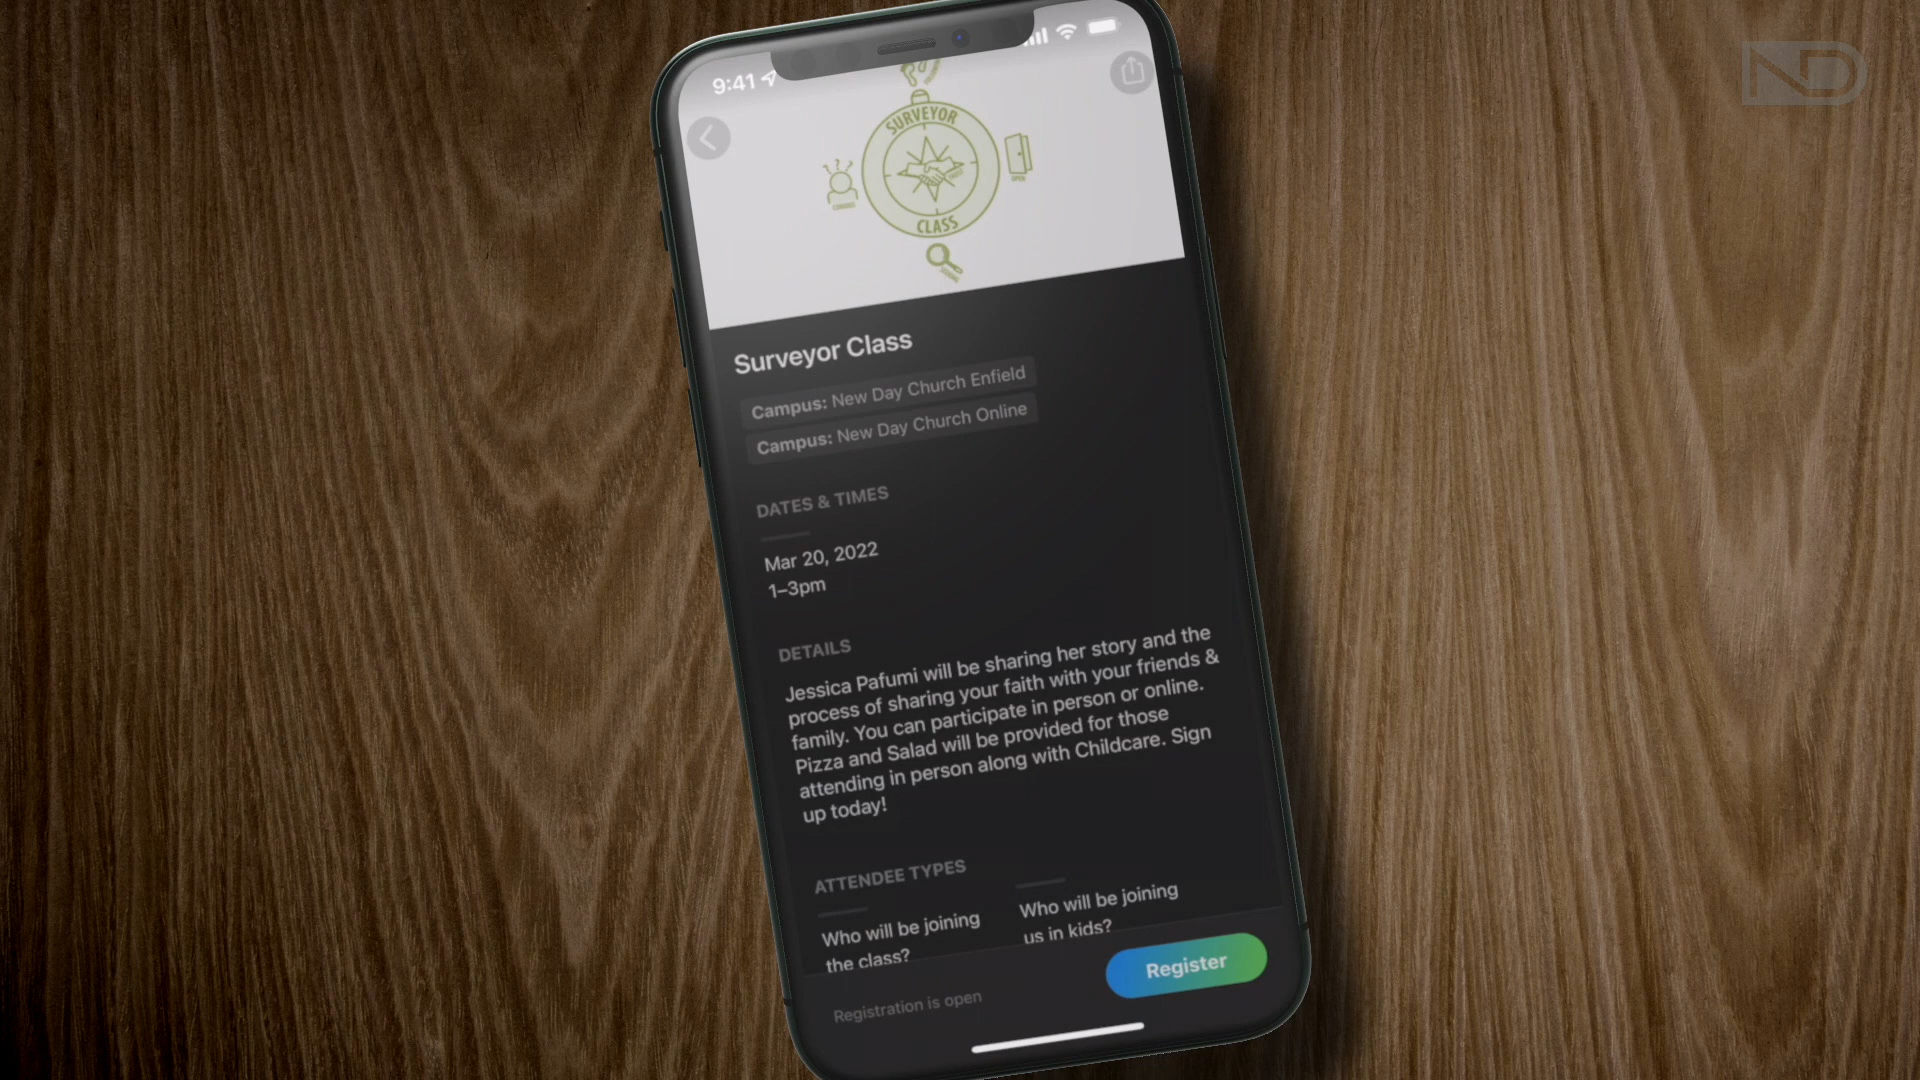 9:41
SURVEYOR
CLASS
OPEN
Surveyor Class
Campus: New Day Church Enfield
Campus: New Day Church Online
DATES & TIMES
Mar 20, 2022
1–3pm
DETAILS
Jessica Pafumi will be sharing her story and the
process of sharing your faith with your friends &
family. You can participate in person or online.
Pizza and Salad will be provided for those
attending in person along with Childcare. Sign
up today!
ATTENDEE TYPES
Who will be joining
the class?
Who will be joining
us in kids?
Registration is open
Register
ND